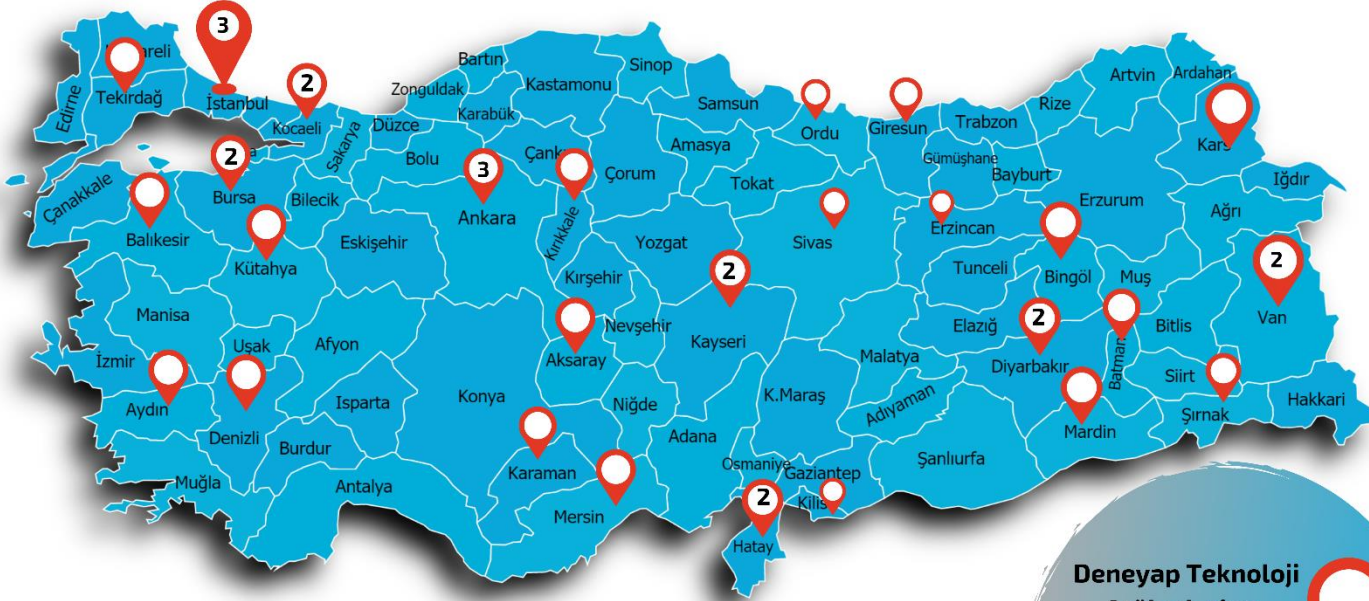 3
2
Kırklareli
Tekirdağ
Edirne
İstanbul
Kocaeli
Sakarya
Düzce
Zonguldak
Bartın
Karabük
Kastamonu
Sinop
Samsun
Ordu
Giresun
Trabzon
Rize
Artvin
Ardahan
Kars
Iğdır
Ağrı
Erzurum
Bayburt
Gümüşhane
Amasya
Tokat
Çorum
Bolu
2
3
Çanakkale
Bursa
Bilecik
Ankara
Kırıkkale
Balıkesir
Kütahya
Eskişehir
Yozgat
Sivas
Erzincan
Tunceli
Bingöl
Muş
Kırşehir
2
2
2
Van
Bitlis
Manisa
Uşak
Afyon
Aksaray
Nevşehir
Kayseri
Malatya
Elazığ
Diyarbakır
Batman
Siirt
Şırnak
Hakkari
İzmir
Aydın
Denizli
Isparta
Konya
Niğde
K.Maraş
Adıyaman
Mardin
Burdur
Muğla
Antalya
Karaman
Mersin
Adana
Osmaniye
Gaziantep
Şanlıurfa
2
Kilis
Hatay
Deneyap Teknoloji